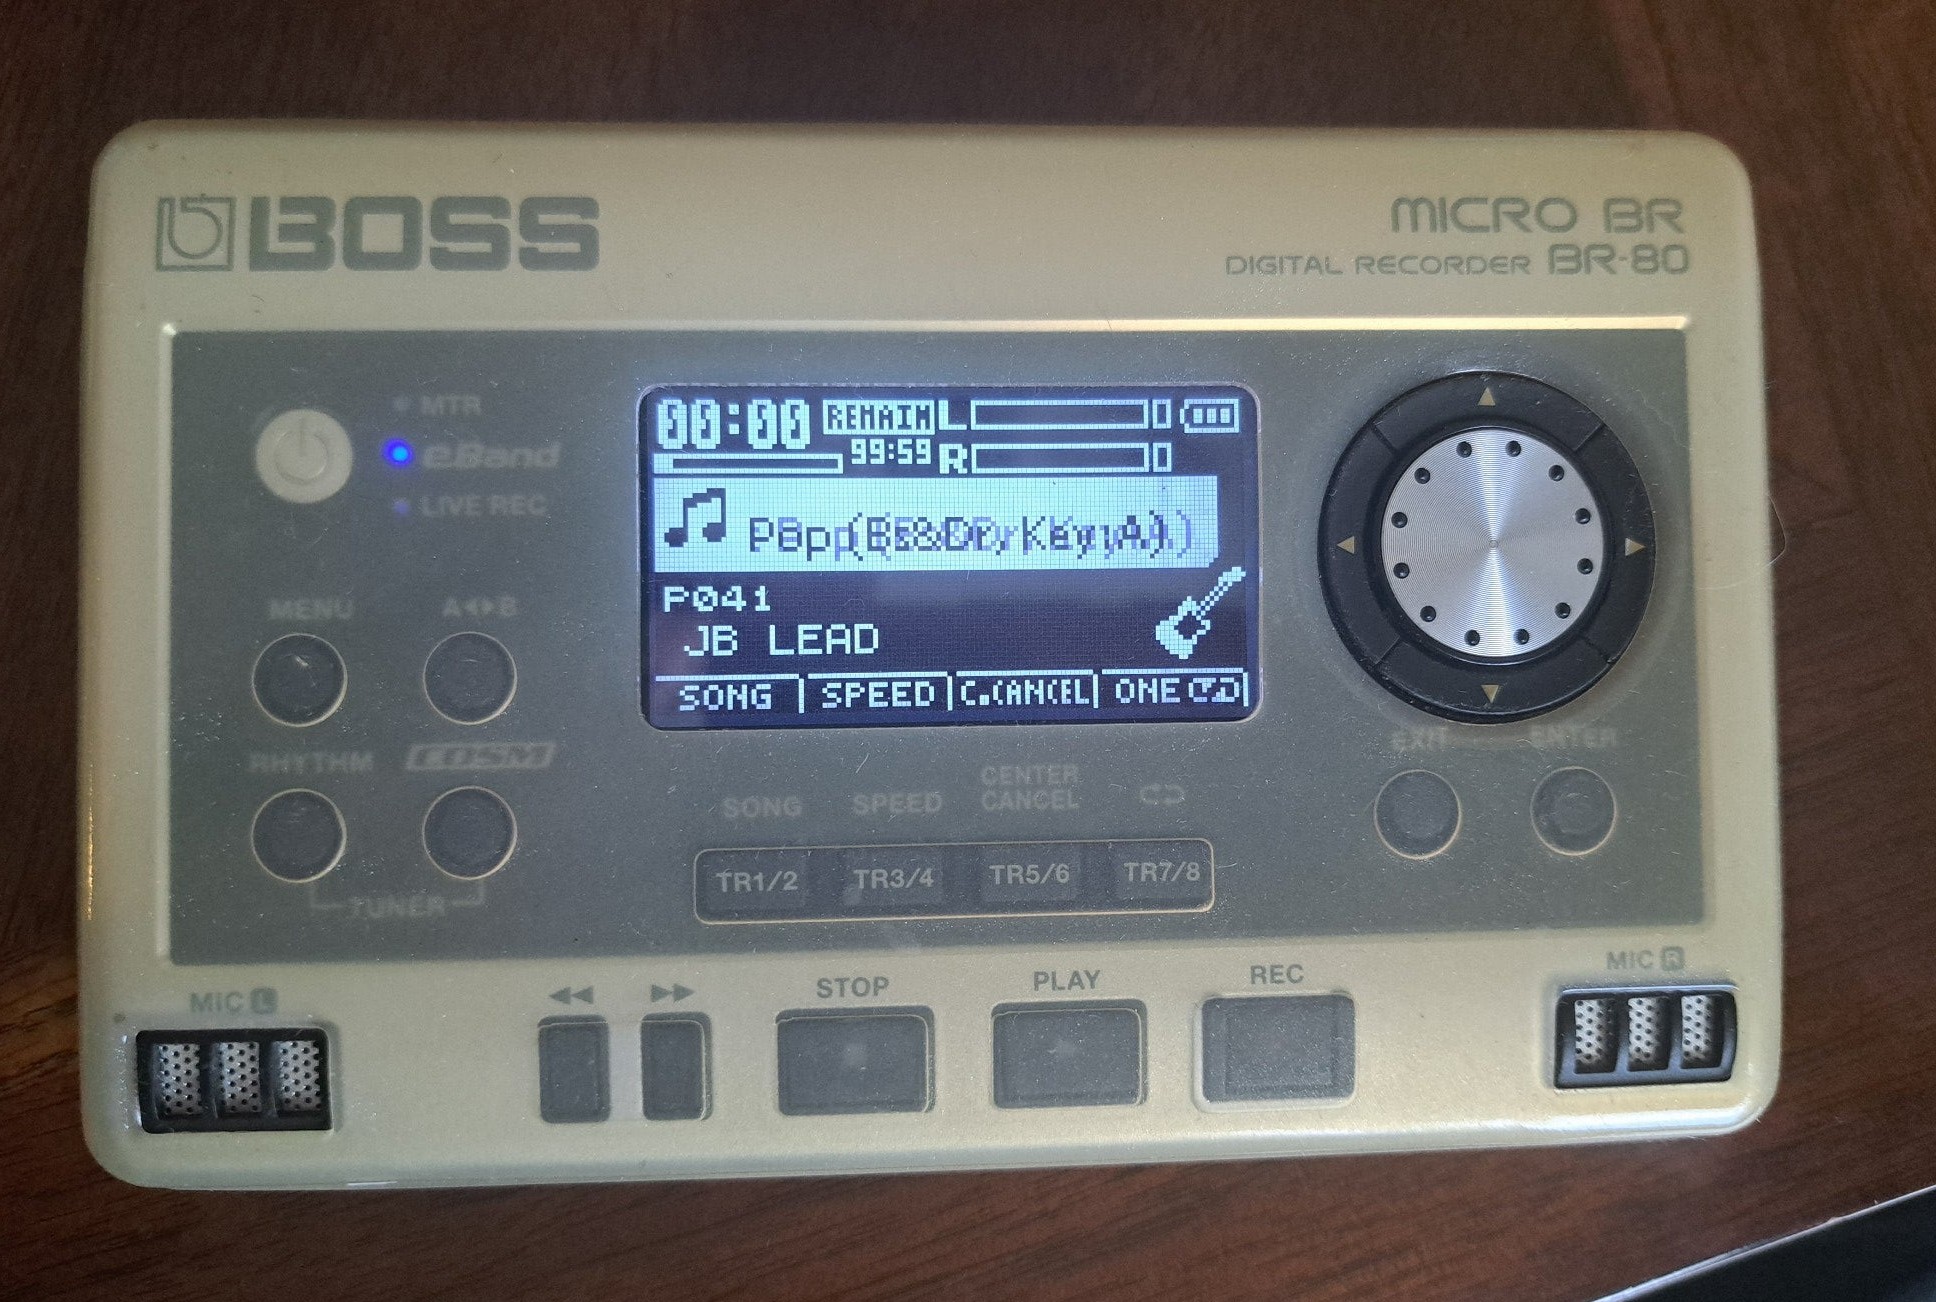 BOSS
MICRO BR
DIGITAL RECORDER BR-80
MTR
eBand
LIVE REC
00:00 REMAIN L
99:59 R
Key A)
P041
JB LEAD
SONG SPEED C.CANCEL ONE
MENU A◄►B
RHYTHM COSM
TUNER
EXIT ENTER
SONG SPEED CENTER CANCEL
TR1/2 TR3/4 TR5/6 TR7/8
MIC L
STOP PLAY REC
MIC R